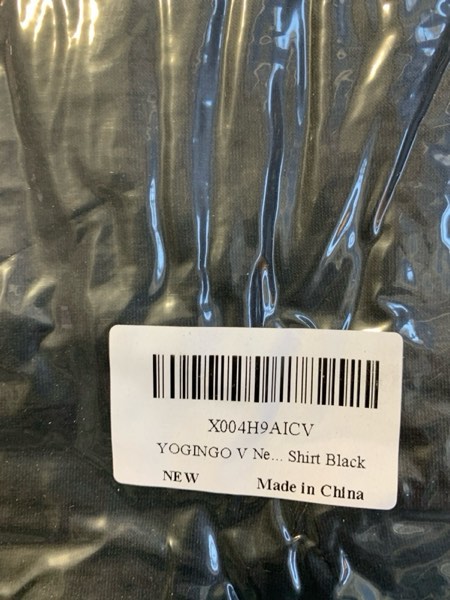 X004H9AICV
YOGINGO V Ne... Shirt Black
NEW Made in China